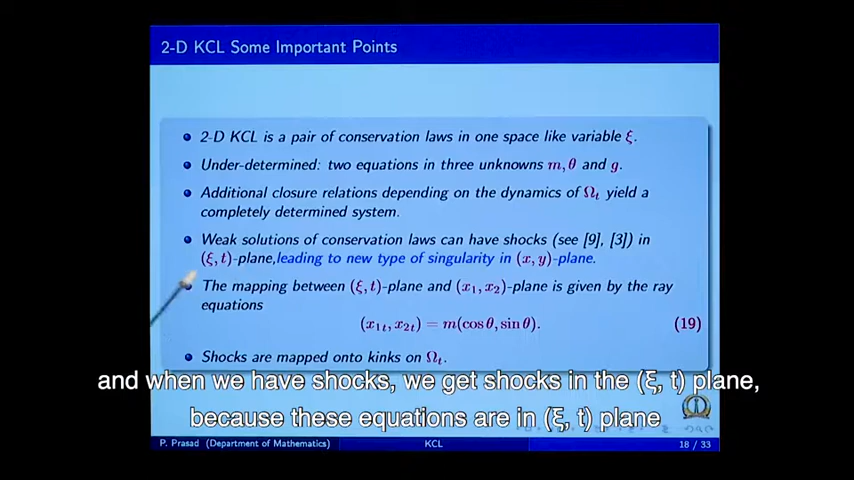 2-D KCL Some Important Points
2-D KCL is a pair of conservation laws in one space like variable ξ.
Under-determined: two equations in three unknowns m, θ and g.
Additional closure relations depending on the dynamics of Ωt yield a
completely determined system.
Weak solutions of conservation laws can have shocks (see [9], [3]) in
(ξ, t)-plane,leading to new type of singularity in (x, y)-plane.
The mapping between (ξ, t)-plane and (x1, x2)-plane is given by the ray
equations
(x1t, x2t) = m(cos θ, sin θ). (19)
Shocks are mapped onto kinks on Ωt.
and when we have shocks, we get shocks in the (ξ, t) plane,
because these equations are in (ξ, t) plane
P. Prasad (Department of Mathematics) KCL 18 / 33